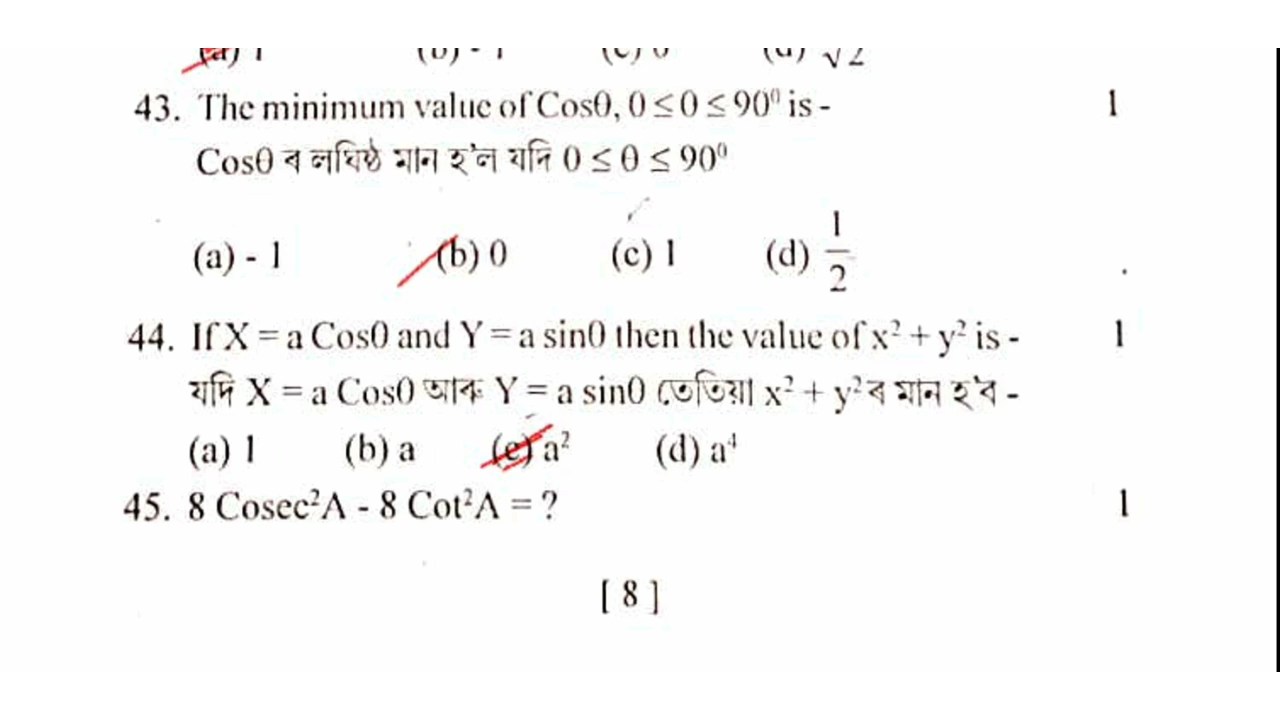 43. The minimum value of Cosθ, 0 ≤ θ ≤ 90⁰ is - 1
Cosθ ৰ লঘিষ্ঠ মান হ'ল যদি 0 ≤ θ ≤ 90⁰
(a) - 1 (b) 0 (c) 1 (d) 1/2
44. If X = a Cosθ and Y = a sinθ then the value of x² + y² is - 1
যদি X = a Cosθ আৰু Y = a sinθ তেতিয়া x² + y² ৰ মান হ'ব -
(a) 1 (b) a (c) a² (d) a⁴
45. 8 Cosec²A - 8 Cot²A = ? 1
[ 8 ]